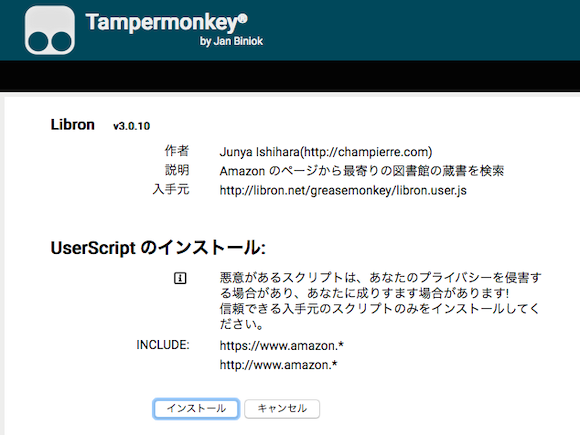 Tampermonkey®
by Jan Biniok
Libron v3.0.10
作者 Junya Ishihara(http://champierre.com)
説明 Amazon のページから最寄りの図書館の蔵書を検索
入手元 http://libron.net/greasemonkey/libron.user.js
UserScript のインストール:
悪意があるスクリプトは、あなたのプライバシーを侵害す
る場合があり、あなたに成りすます場合があります!
信頼できる入手元のスクリプトのみをインストールしてく
ださい。
INCLUDE: https://www.amazon.*
http://www.amazon.*
インストール キャンセル